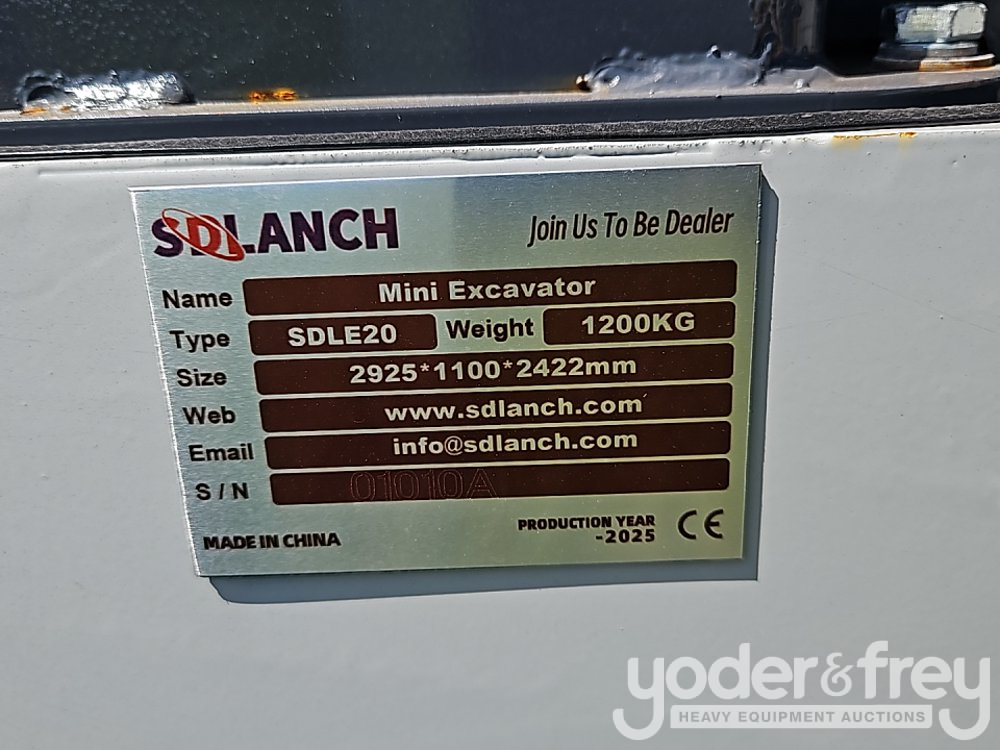 SDLANCH Join Us To Be Dealer
Name Mini Excavator
Type SDLE20 Weight 1200KG
Size 2925*1100*2422mm
Web www.sdlanch.com
Email info@sdlanch.com
S/N 01010A
MADE IN CHINA PRODUCTION YEAR
-2025 CE
yoder&frey
HEAVY EQUIPMENT AUCTIONS